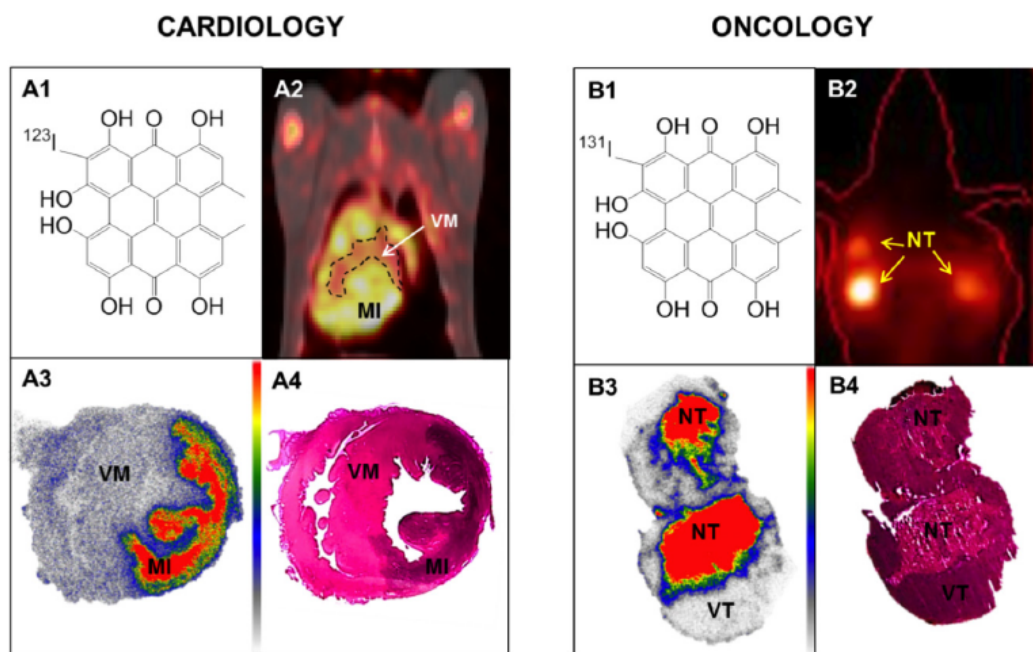 CARDIOLOGY
ONCOLOGY
A1
OH O OH
123I
HO
HO
OH O OH
A2
VM
MI
B1
OH O OH
131I
HO
HO
OH O OH
B2
NT
A3
VM
MI
A4
VM
MI
B3
NT
NT
VT
B4
NT
NT
VT